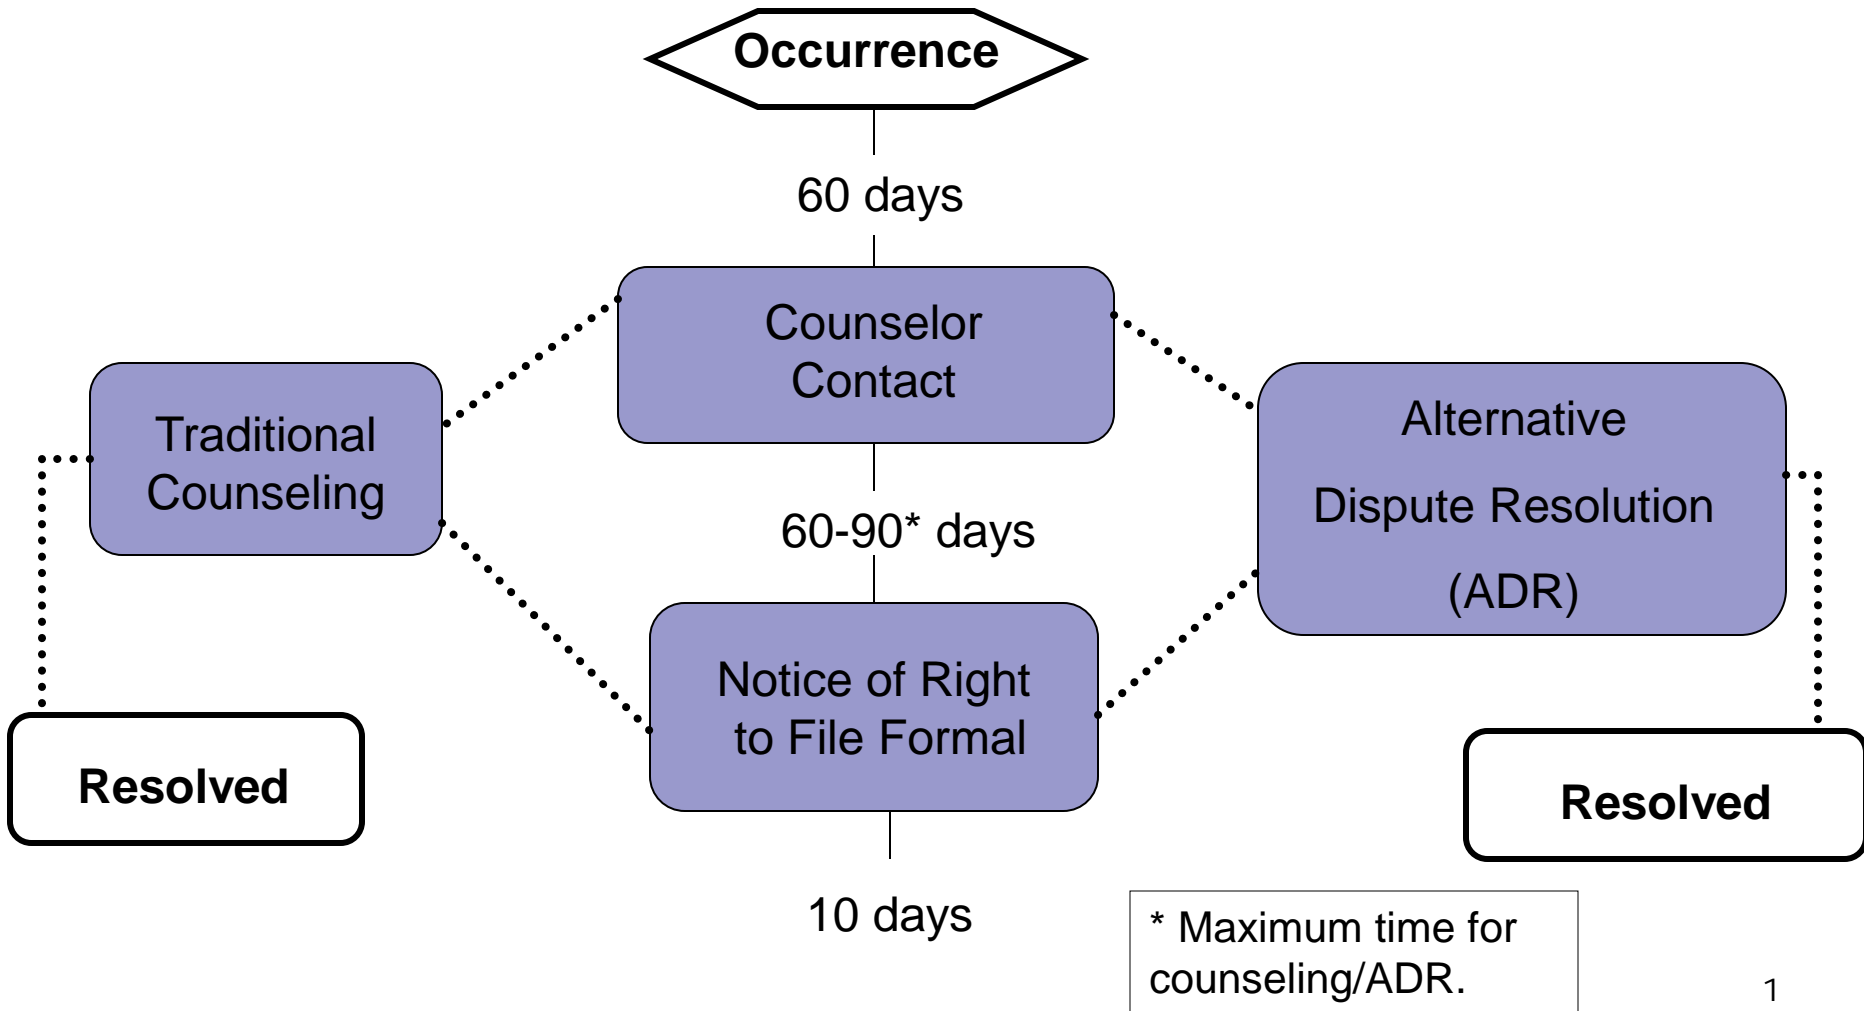 Occurrence
60 days
Counselor
Contact
Traditional
Counseling
Alternative
Dispute Resolution
(ADR)
60-90* days
Notice of Right
to File Formal
Resolved
Resolved
10 days
* Maximum time for
counseling/ADR.
1